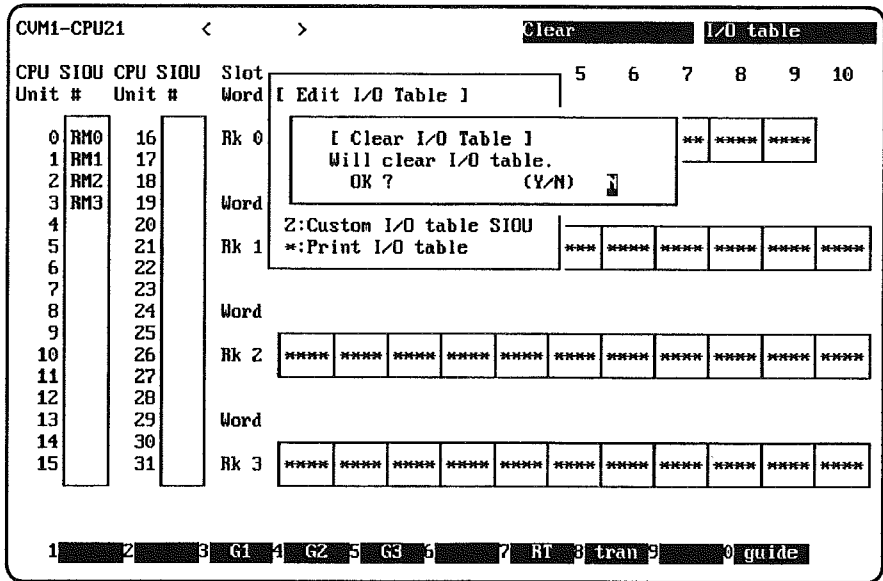 CVM1-CPU21 < > Clear I/O table
CPU SIOU CPU SIOU Slot 5 6 7 8 9 10
Unit # Unit # Word [ Edit I/O Table ]
0 RM0 16 Rk 0 [ Clear I/O Table ] ** **** ****
1 RM1 17 Will clear I/O table.
2 RM2 18 OK ? (Y/N) N
3 RM3 19 Word
4 20 Z:Custom I/O table SIOU
5 21 Rk 1 *:Print I/O table *** **** **** **** **** ****
6 22
7 23
8 24 Word
9 25
10 26 Rk 2 **** **** **** **** **** **** **** **** **** **** ****
11 27
12 28
13 29 Word
14 30
15 31 Rk 3 **** **** **** **** **** **** **** **** **** **** ****
1 2 3 G1 4 G2 5 G3 6 7 RT 8 tran 9 0 guide